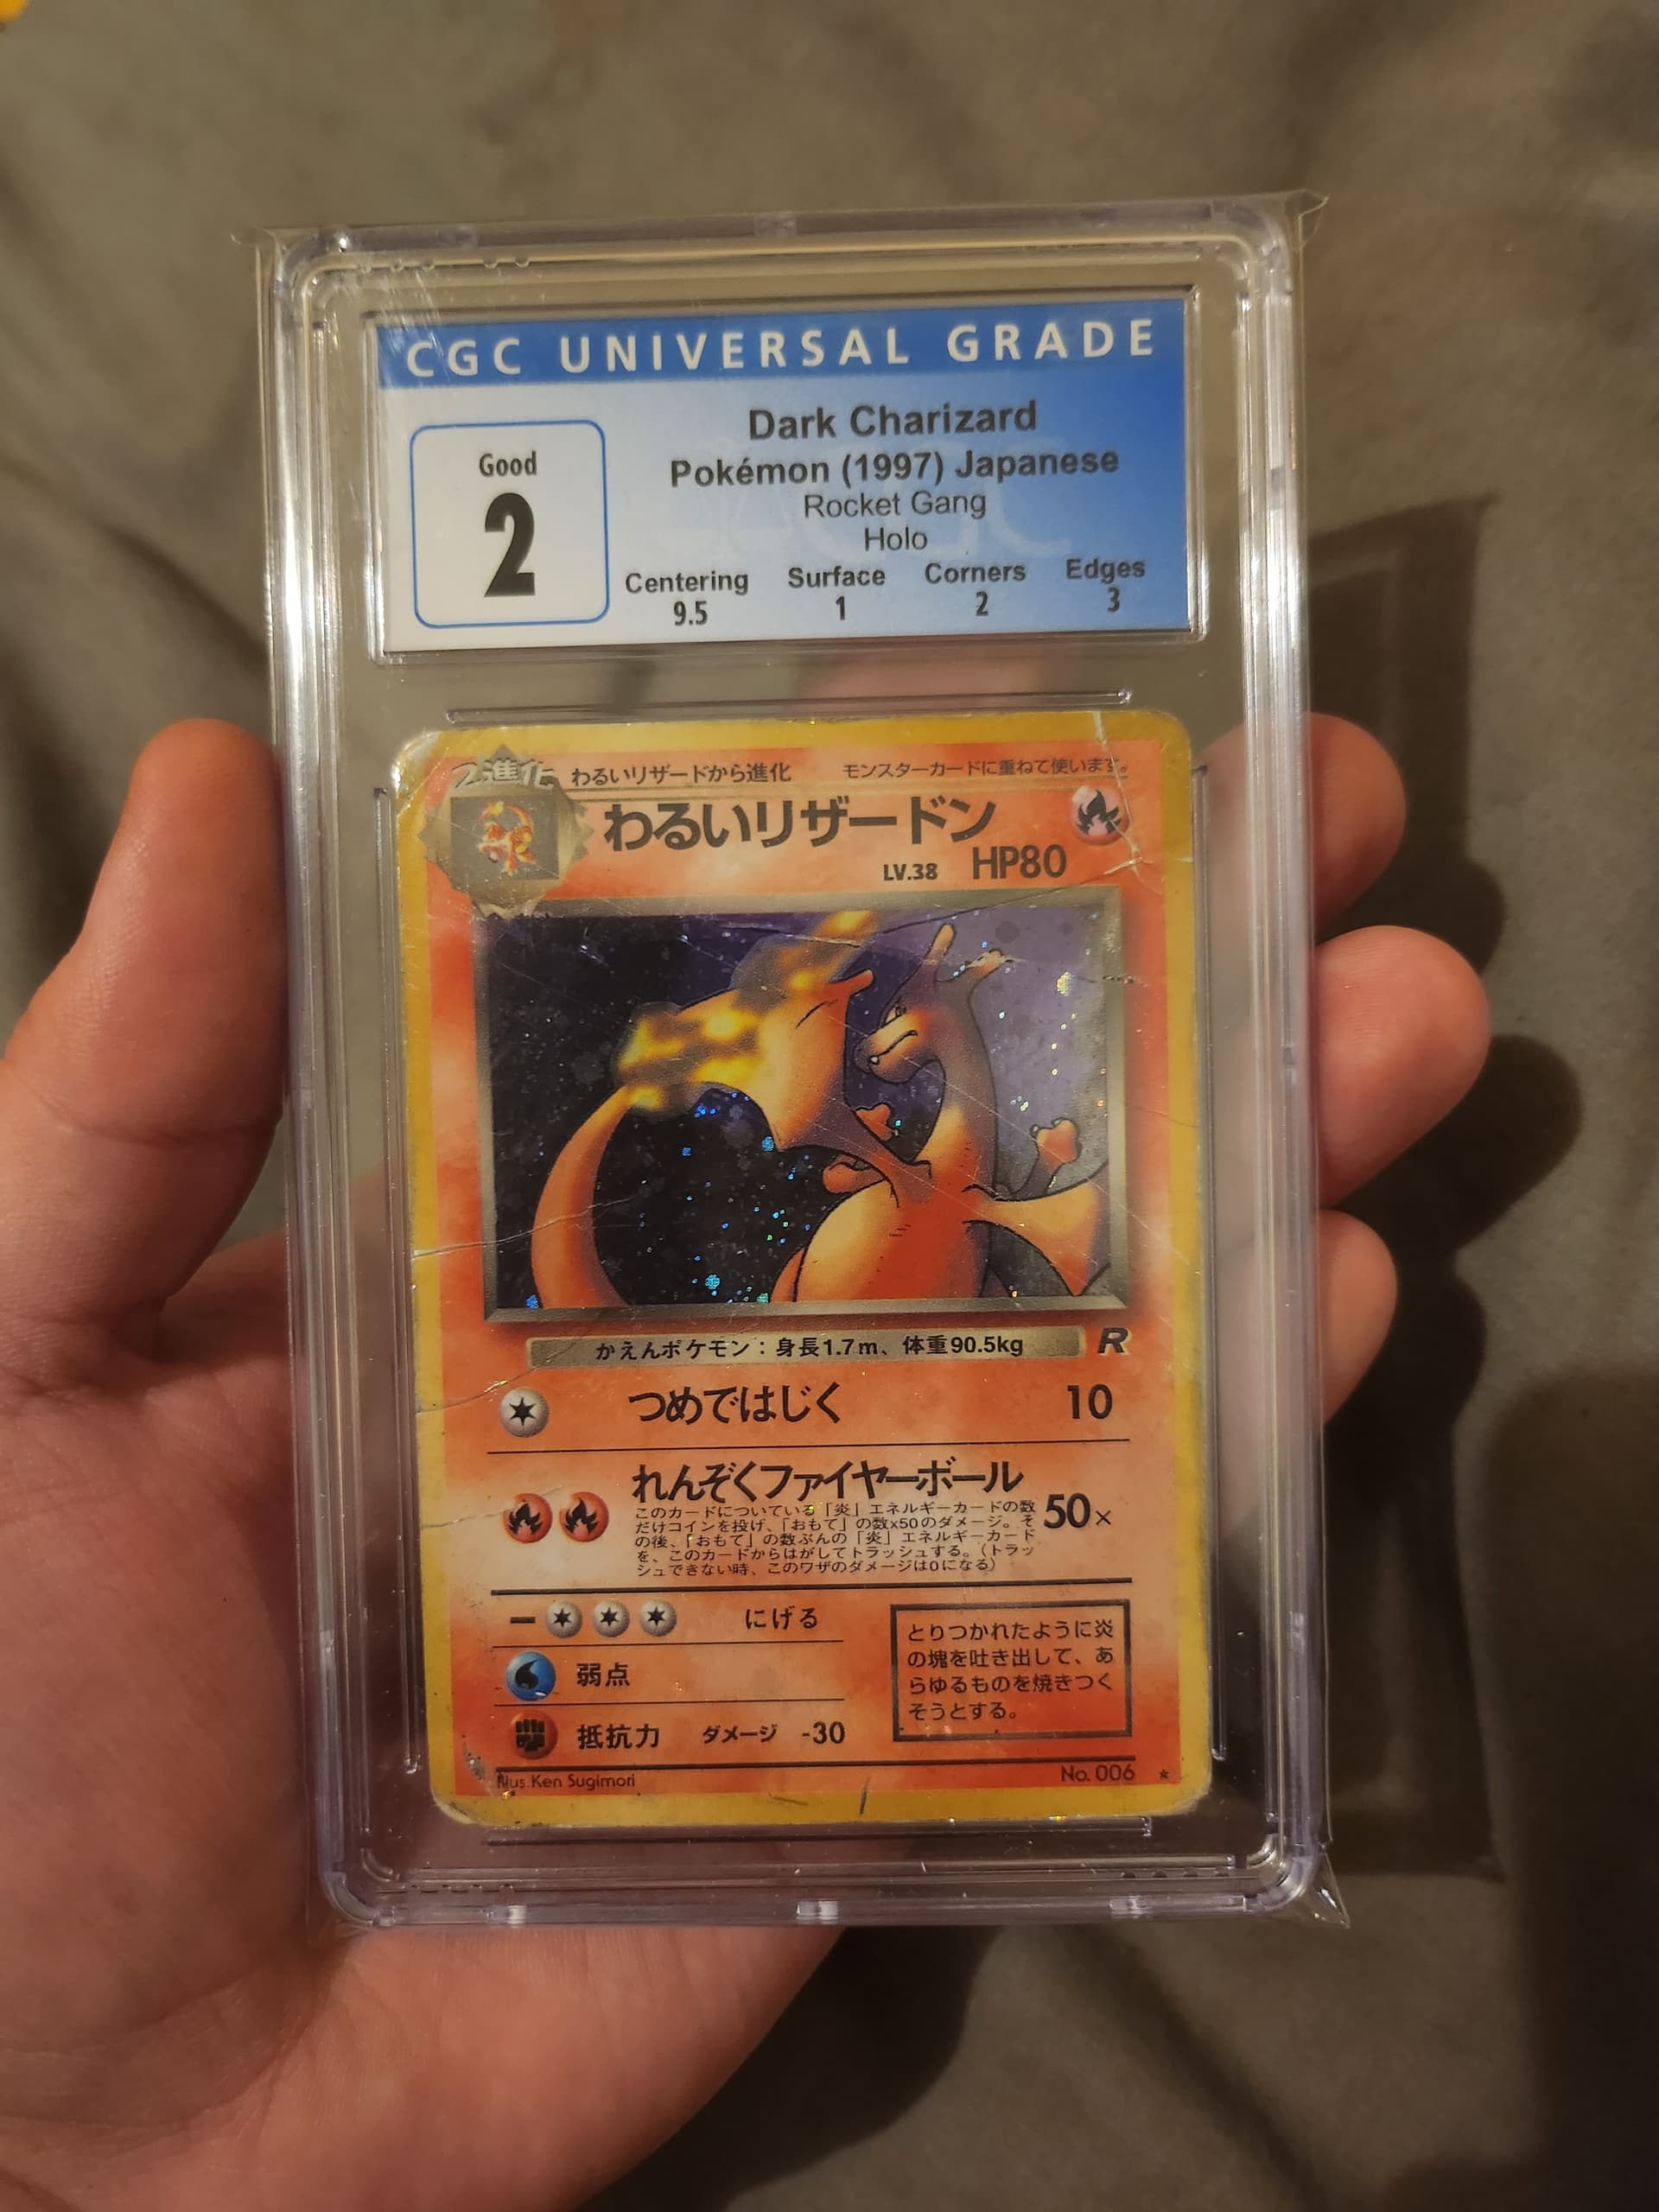 CGC UNIVERSAL GRADE
Good
2
Dark Charizard
Pokémon (1997) Japanese
Rocket Gang
Holo
Centering Surface Corners Edges
9.5 1 2 3
2進化 わるいリザードから進化 モンスターカードに重ねて使います。
わるいリザードン
LV.38 HP80
かえんポケモン：身長1.7m、体重90.5kg R
つめではじく 10
れんぞくファイヤーボール
このカードについている「炎」エネルギーカードの数
だけコインを投げ、「おもて」の数x50のダメージ。そ
の後、「おもて」の数ぶんの「炎」エネルギーカード
を、このカードからはがしてトラッシュする。（トラッ
シュできない時、このワザのダメージは0になる）
50×
ー にげる
弱点
抵抗力 ダメージ -30
とりつかれたように炎
の塊を吐き出して、あ
らゆるものを焼きつく
そうとする。
Illus. Ken Sugimori
No. 006 ★